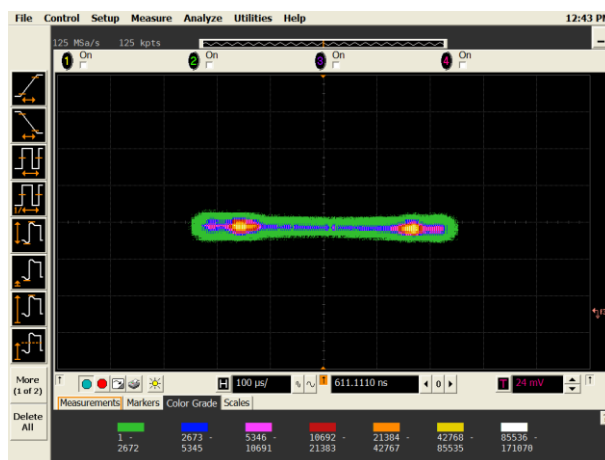 File Control Setup Measure Analyze Utilities Help 12:43 PM
125 MSa/s 125 kpts
1 On 2 On 3 On 4 On
More
(1 of 2)
Delete
All
H 100 µs/ 611.1110 ns 0 T 24 mV
Measurements Markers Color Grade Scales
1 - 2673 - 5346 - 10692 - 21384 - 42768 - 85536 -
2672 5345 10691 21383 42767 85535 171070